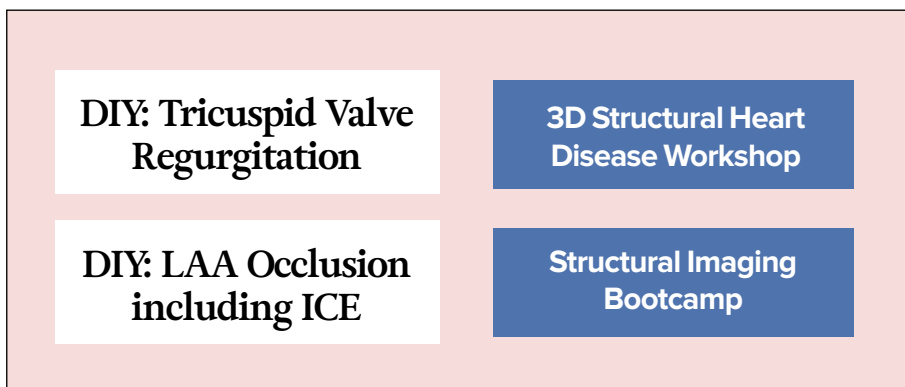 DIY: Tricuspid Valve
Regurgitation
3D Structural Heart
Disease Workshop
DIY: LAA Occlusion
including ICE
Structural Imaging
Bootcamp